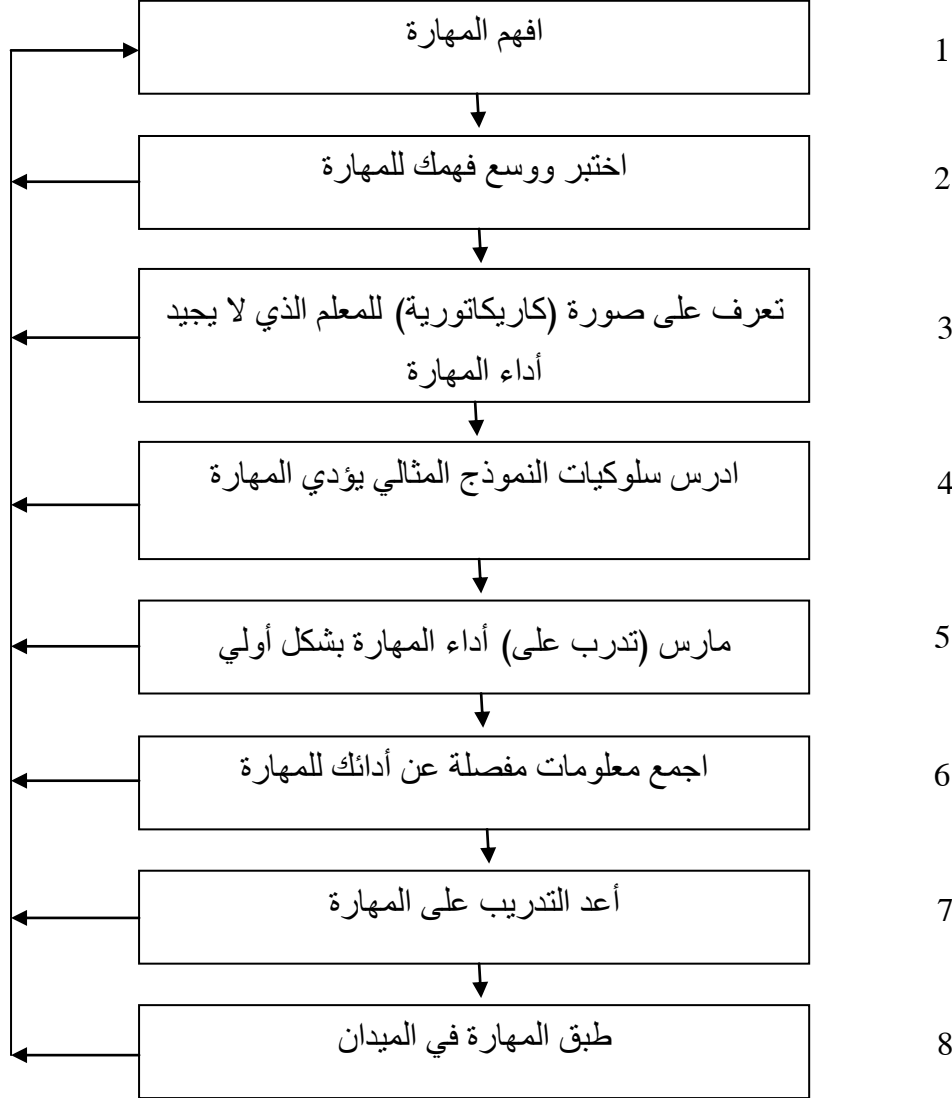 افهم المهارة
1
اختبر ووسع فهمك للمهارة
2
تعرف على صورة (كاريكاتورية) للمعلم الذي لا يجيد
أداء المهارة
3
ادرس سلوكيات النموذج المثالي يؤدي المهارة
4
مارس (تدرب على) أداء المهارة بشكل أولي
5
اجمع معلومات مفصلة عن أدائك للمهارة
6
أعد التدريب على المهارة
7
طبق المهارة في الميدان
8